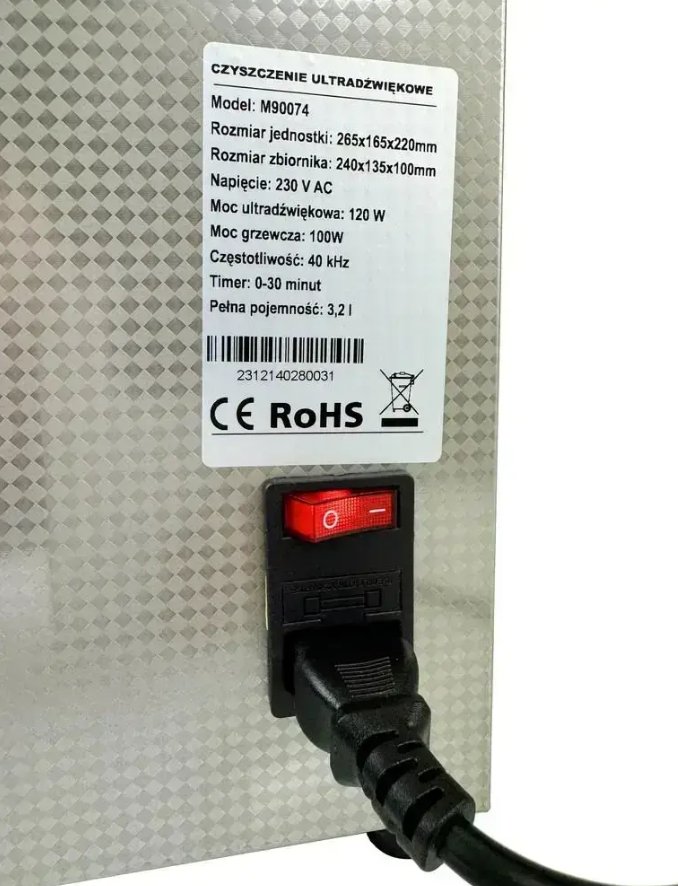 CZYSZCZENIE ULTRADŹWIĘKOWE
Model: M90074
Rozmiar jednostki: 265x165x220mm
Rozmiar zbiornika: 240x135x100mm
Napięcie: 230 V AC
Moc ultradźwiękowa: 120 W
Moc grzewcza: 100W
Częstotliwość: 40 kHz
Timer: 0-30 minut
Pełna pojemność: 3,2 l
2312140280031
CE RoHS
O –